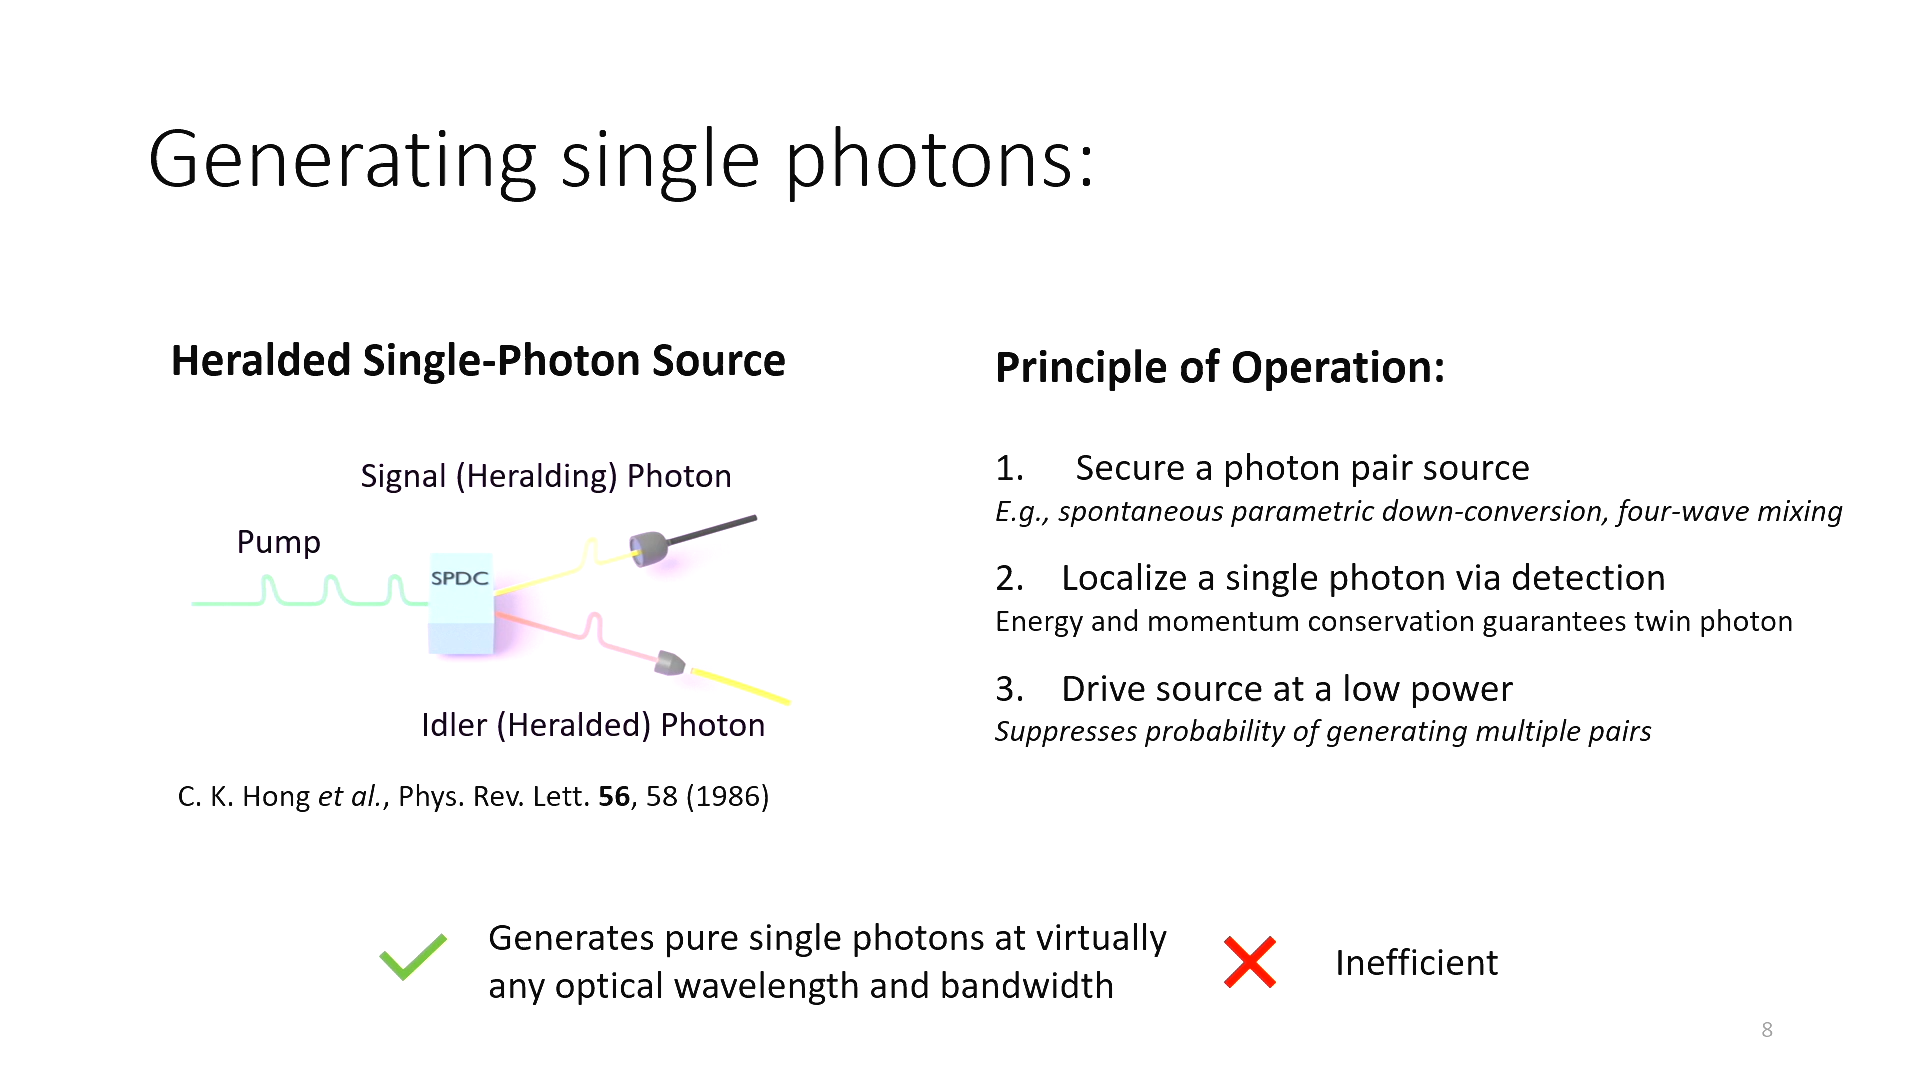 Generating single photons:
Heralded Single-Photon Source
Signal (Heralding) Photon
Pump
SPDC
Idler (Heralded) Photon
C. K. Hong et al., Phys. Rev. Lett. 56, 58 (1986)
Principle of Operation:
1. Secure a photon pair source
E.g., spontaneous parametric down-conversion, four-wave mixing
2. Localize a single photon via detection
Energy and momentum conservation guarantees twin photon
3. Drive source at a low power
Suppresses probability of generating multiple pairs
Generates pure single photons at virtually
any optical wavelength and bandwidth
Inefficient
8